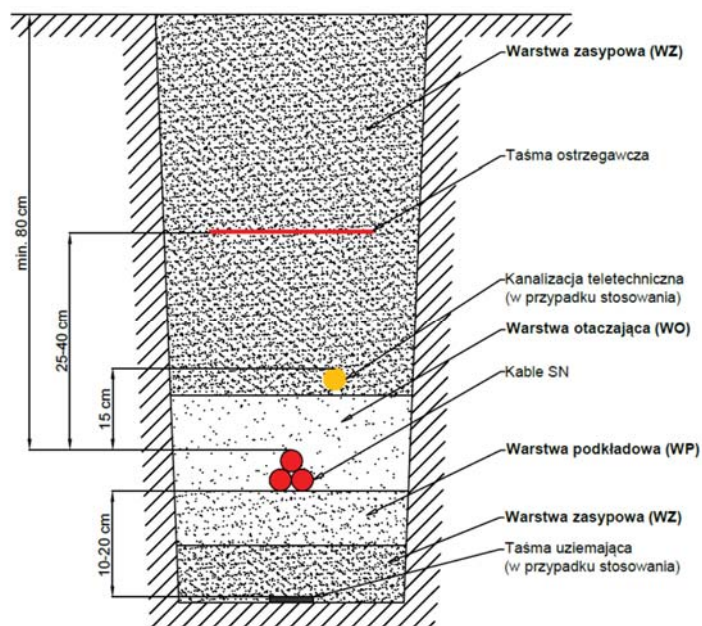 Warstwa zasypowa (WZ)
Taśma ostrzegawcza
min. 80 cm
25-40 cm
Kanalizacja teletechniczna
(w przypadku stosowania)
Warstwa otaczająca (WO)
15 cm
Kable SN
Warstwa podkładowa (WP)
10-20 cm
Warstwa zasypowa (WZ)
Taśma uziemająca
(w przypadku stosowania)